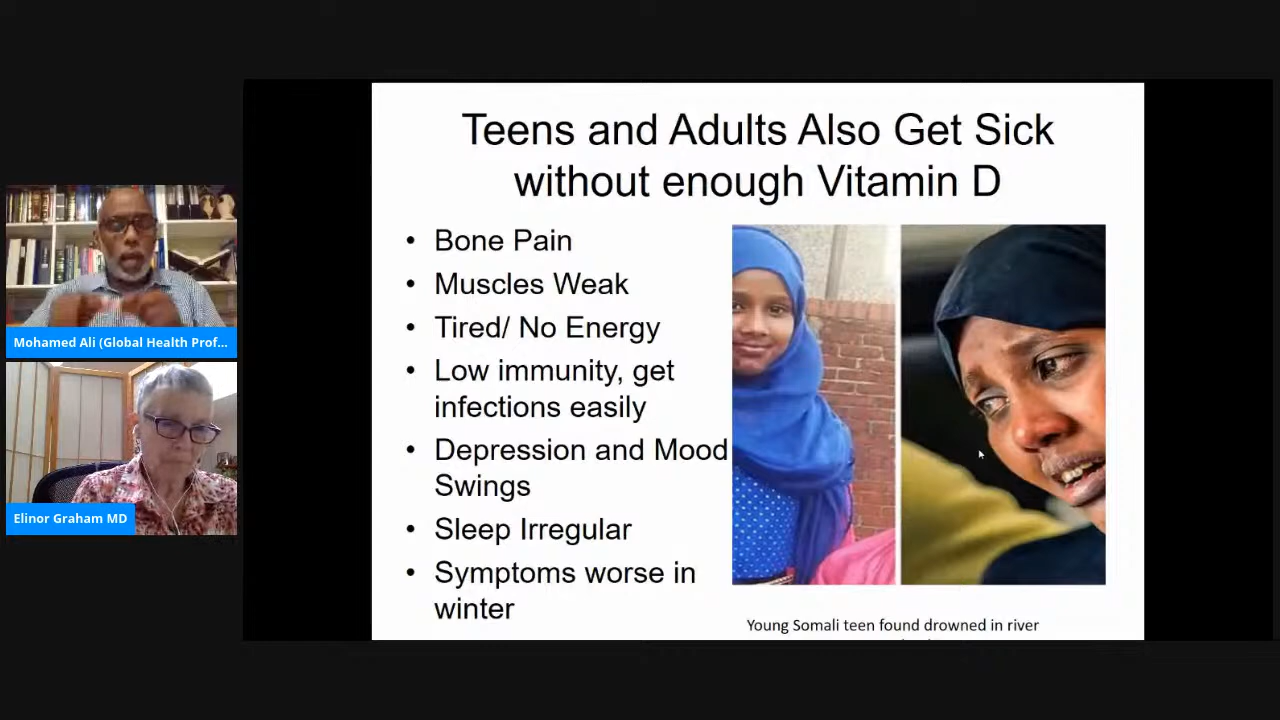 Teens and Adults Also Get Sick
without enough Vitamin D
• Bone Pain
• Muscles Weak
• Tired/ No Energy
• Low immunity, get
infections easily
• Depression and Mood
Swings
• Sleep Irregular
• Symptoms worse in
winter
Young Somali teen found drowned in river
Mohamed Ali (Global Health Prof...
Elinor Graham MD